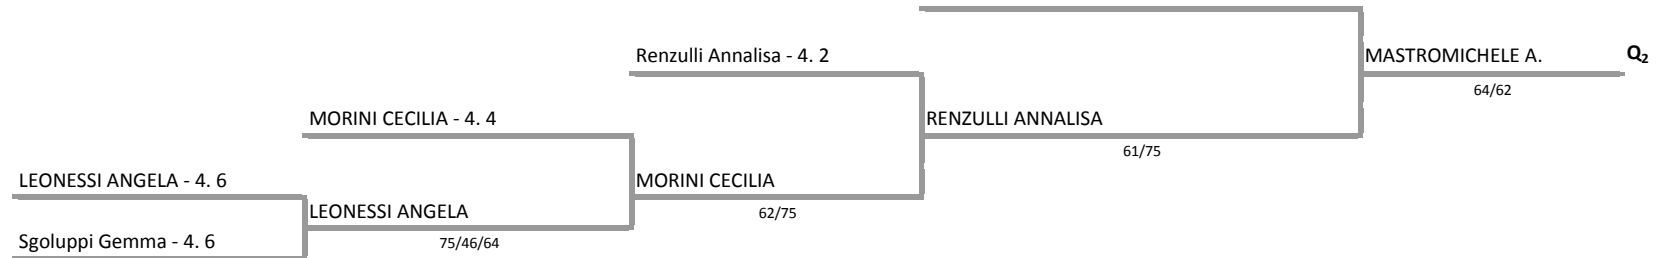 Renzulli Annalisa - 4. 2
MASTROMICHELE A.
Q₂
64/62
MORINI CECILIA - 4. 4
RENZULLI ANNALISA
61/75
LEONESSI ANGELA - 4. 6
MORINI CECILIA
LEONESSI ANGELA
62/75
Sgoluppi Gemma - 4. 6
75/46/64